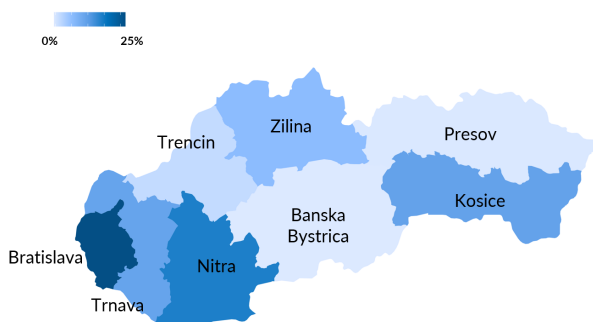 0% 25%
Zilina
Presov
Trencin
Kosice
Banska
Bystrica
Bratislava
Nitra
Trnava